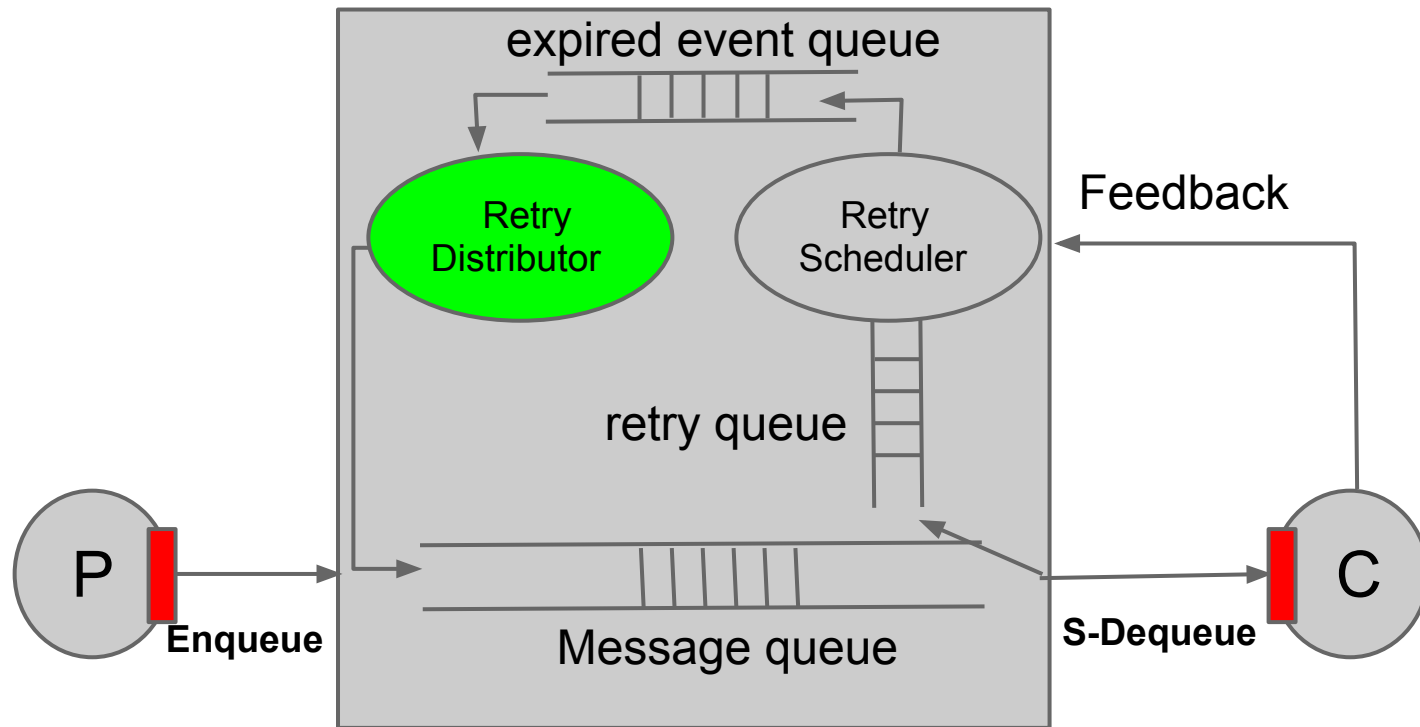 expired event queue
Retry
Distributor
Retry
Scheduler
Feedback
retry queue
P
C
Enqueue
Message queue
S-Dequeue